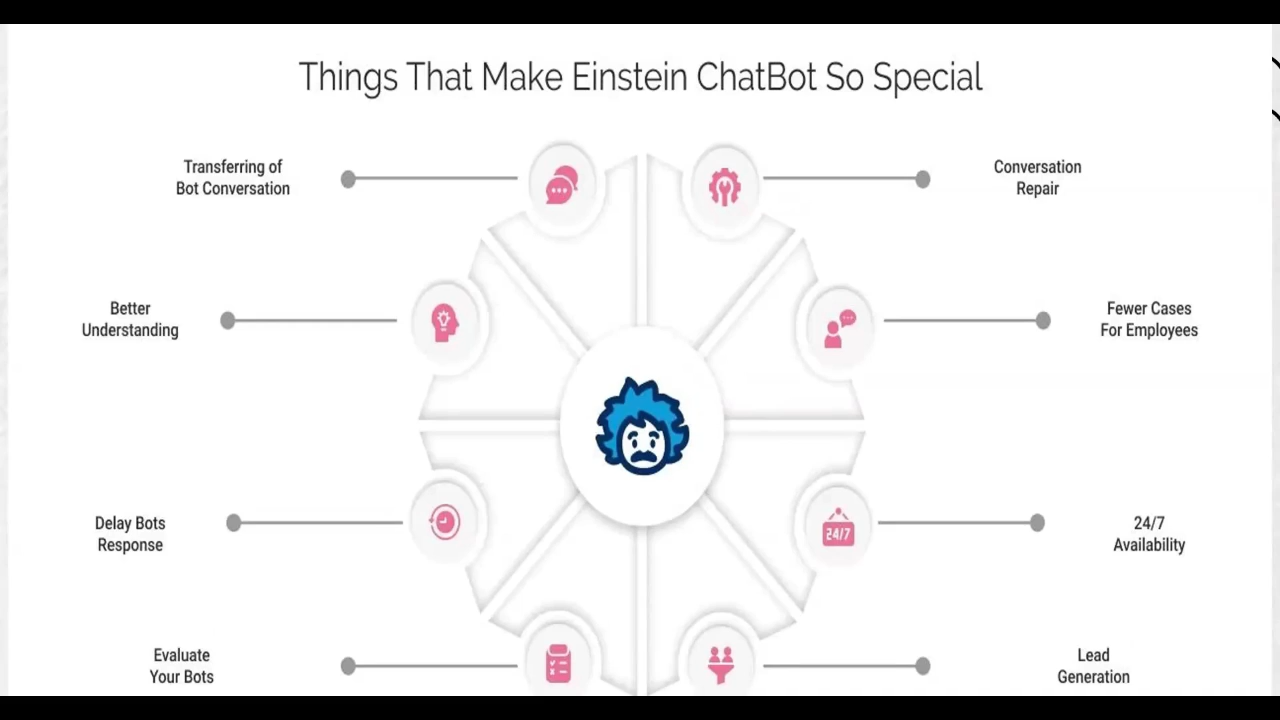 Things That Make Einstein ChatBot So Special
Transferring of
Bot Conversation
Conversation
Repair
Better
Understanding
Fewer Cases
For Employees
Delay Bots
Response
24/7
24/7
Availability
Evaluate
Your Bots
Lead
Generation